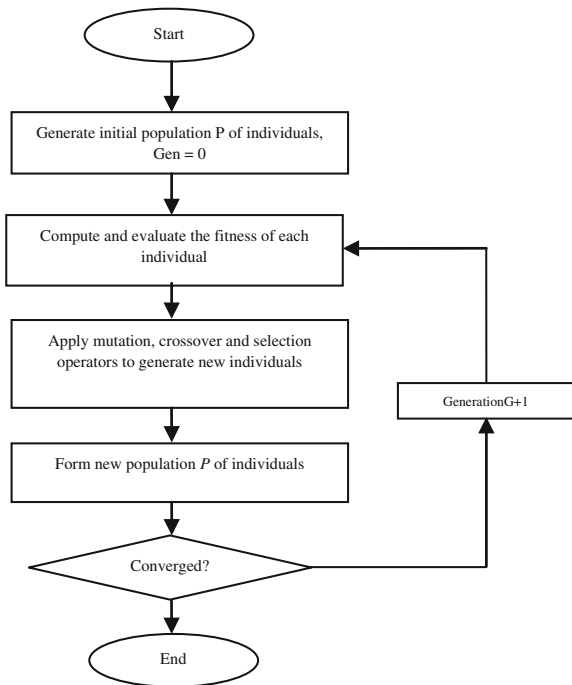 Start
Generate initial population P of individuals,
Gen = 0
Compute and evaluate the fitness of each
individual
Apply mutation, crossover and selection
operators to generate new individuals
GenerationG+1
Form new population P of individuals
Converged?
End